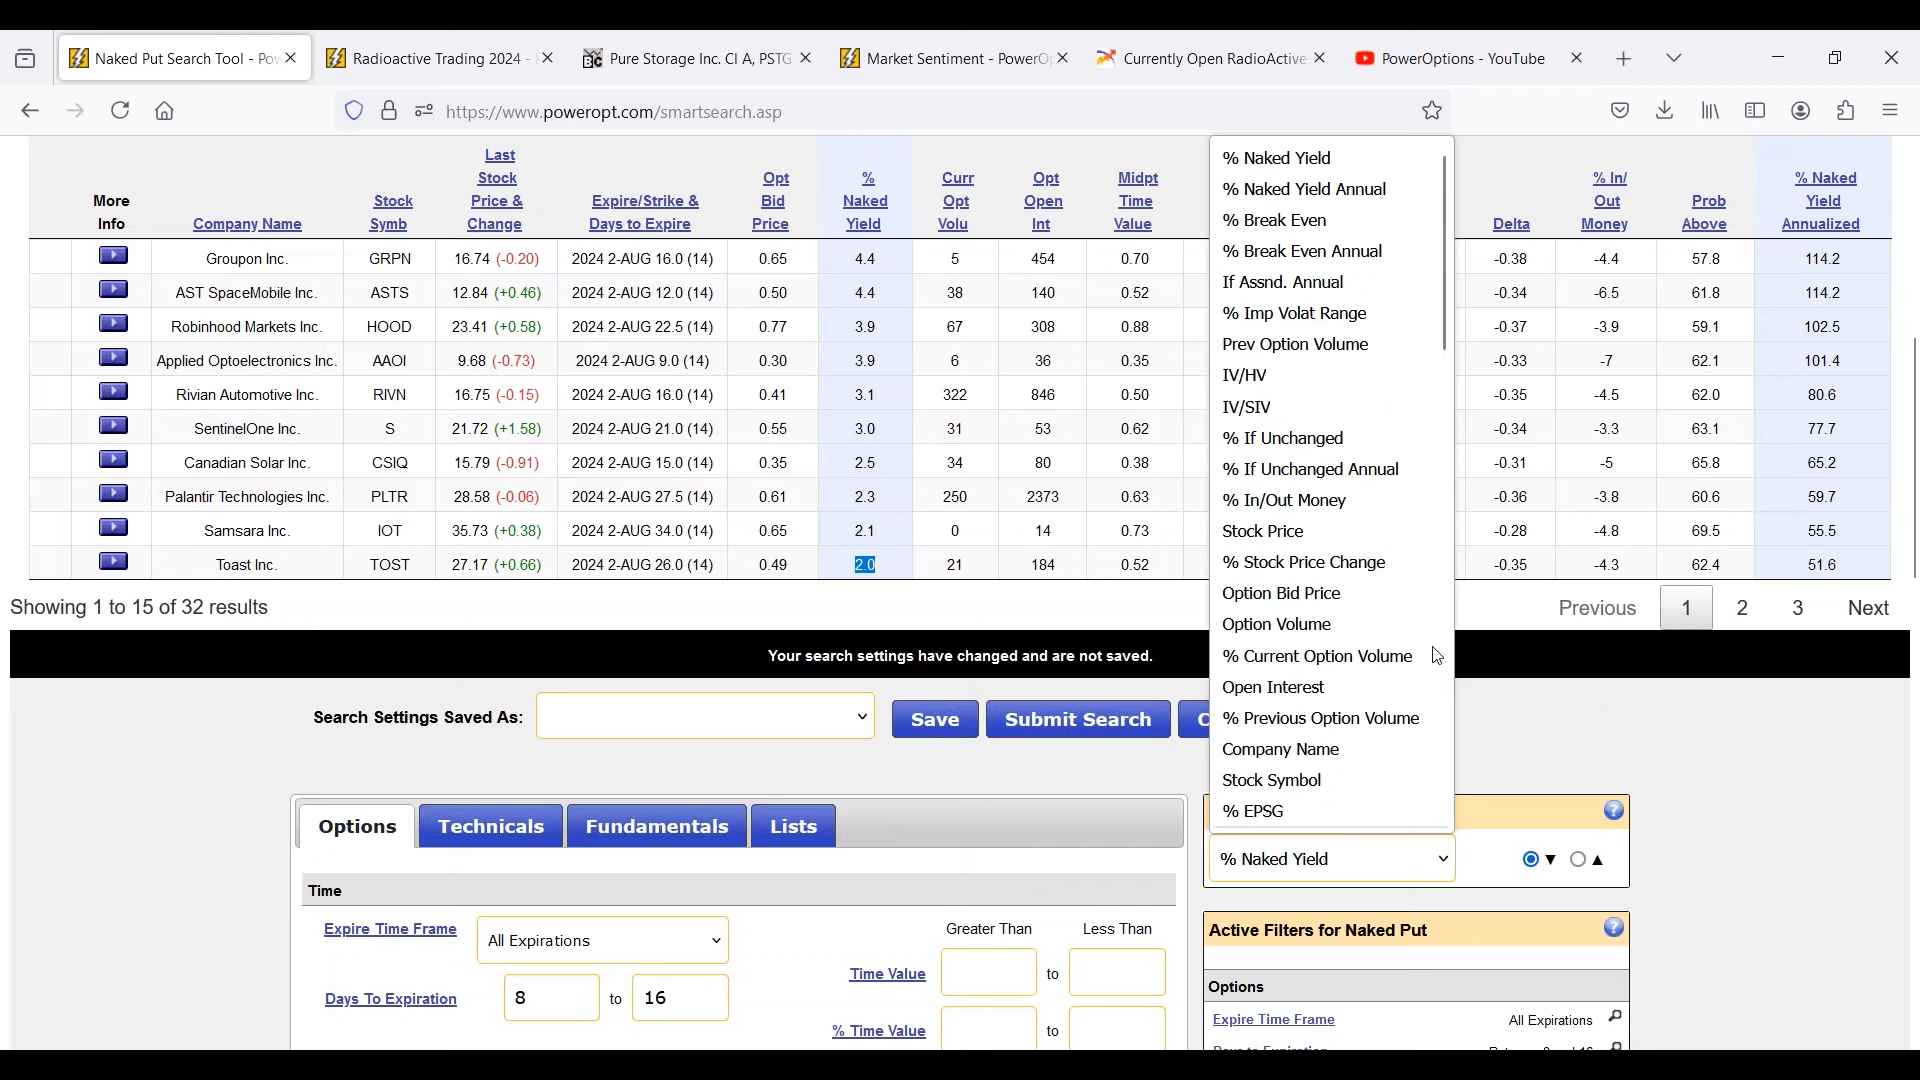 Naked Put Search Tool - Pow
Radioactive Trading 2024 -
Pure Storage Inc. Cl A, PSTG
Market Sentiment - PowerO
Currently Open RadioActive
PowerOptions - YouTube
https://www.poweropt.com/smartsearch.asp
More Info Company Name Stock Symb Last Stock Price & Change Expire/Strike & Days to Expire Opt Bid Price % Naked Yield Curr Opt Volu Opt Open Int Midpt Time Value Delta % In/ Out Money Prob Above % Naked Yield Annualized
Groupon Inc. GRPN 16.74 (-0.20) 2024 2-AUG 16.0 (14) 0.65 4.4 5 454 0.70 -0.38 -4.4 57.8 114.2
AST SpaceMobile Inc. ASTS 12.84 (+0.46) 2024 2-AUG 12.0 (14) 0.50 4.4 38 140 0.52 -0.34 -6.5 61.8 114.2
Robinhood Markets Inc. HOOD 23.41 (+0.58) 2024 2-AUG 22.5 (14) 0.77 3.9 67 308 0.88 -0.37 -3.9 59.1 102.5
Applied Optoelectronics Inc. AAOI 9.68 (-0.73) 2024 2-AUG 9.0 (14) 0.30 3.9 6 36 0.35 -0.33 -7 62.1 101.4
Rivian Automotive Inc. RIVN 16.75 (-0.15) 2024 2-AUG 16.0 (14) 0.41 3.1 322 846 0.50 -0.35 -4.5 62.0 80.6
SentinelOne Inc. S 21.72 (+1.58) 2024 2-AUG 21.0 (14) 0.55 3.0 31 53 0.62 -0.34 -3.3 63.1 77.7
Canadian Solar Inc. CSIQ 15.79 (-0.91) 2024 2-AUG 15.0 (14) 0.35 2.5 34 80 0.38 -0.31 -5 65.8 65.2
Palantir Technologies Inc. PLTR 28.58 (-0.06) 2024 2-AUG 27.5 (14) 0.61 2.3 250 2373 0.63 -0.36 -3.8 60.6 59.7
Samsara Inc. IOT 35.73 (+0.38) 2024 2-AUG 34.0 (14) 0.65 2.1 0 14 0.73 -0.28 -4.8 69.5 55.5
Toast Inc. TOST 27.17 (+0.66) 2024 2-AUG 26.0 (14) 0.49 2.0 21 184 0.52 -0.35 -4.3 62.4 51.6
% Naked Yield
% Naked Yield Annual
% Break Even
% Break Even Annual
If Assnd. Annual
% Imp Volat Range
Prev Option Volume
IV/HV
IV/SIV
% If Unchanged
% If Unchanged Annual
% In/Out Money
Stock Price
% Stock Price Change
Option Bid Price
Option Volume
% Current Option Volume
Open Interest
% Previous Option Volume
Company Name
Stock Symbol
% EPSG
Showing 1 to 15 of 32 results
Previous 1 2 3 Next
Your search settings have changed and are not saved.
Search Settings Saved As: Save Submit Search
Options Technicals Fundamentals Lists
% Naked Yield ▼ ▲
Time
Expire Time Frame All Expirations
Greater Than Less Than
Time Value to
Days To Expiration 8 to 16
% Time Value to
Active Filters for Naked Put
Options
Expire Time Frame All Expirations